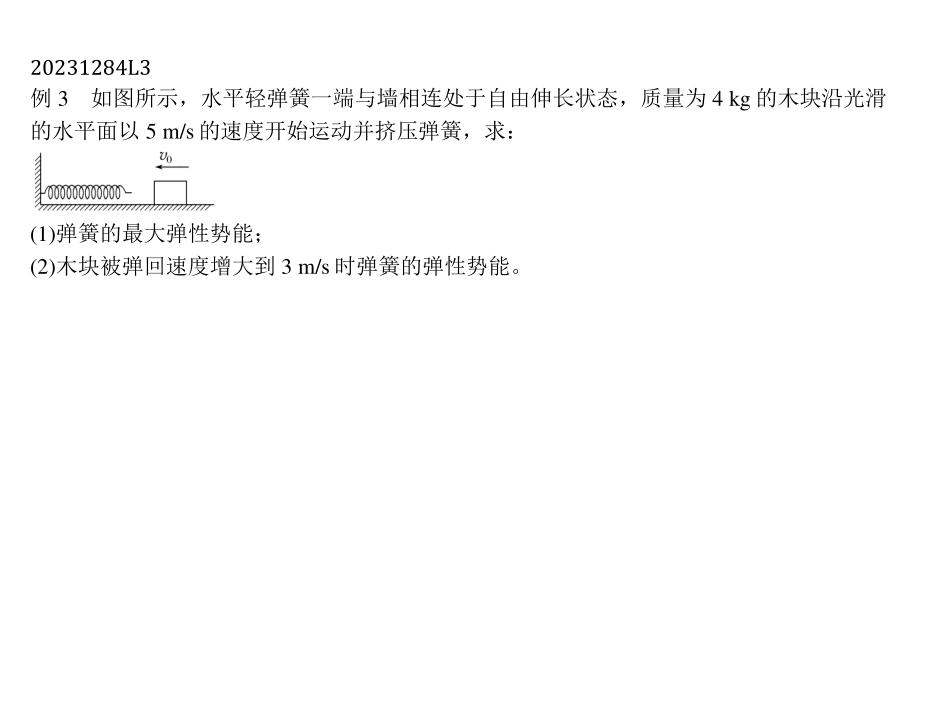 20231284L3
例 3　如图所示，水平轻弹簧一端与墙相连处于自由伸长状态，质量为 4 kg 的木块沿光滑
的水平面以 5 m/s 的速度开始运动并挤压弹簧，求：
v₀
(1)弹簧的最大弹性势能；
(2)木块被弹回速度增大到 3 m/s 时弹簧的弹性势能。